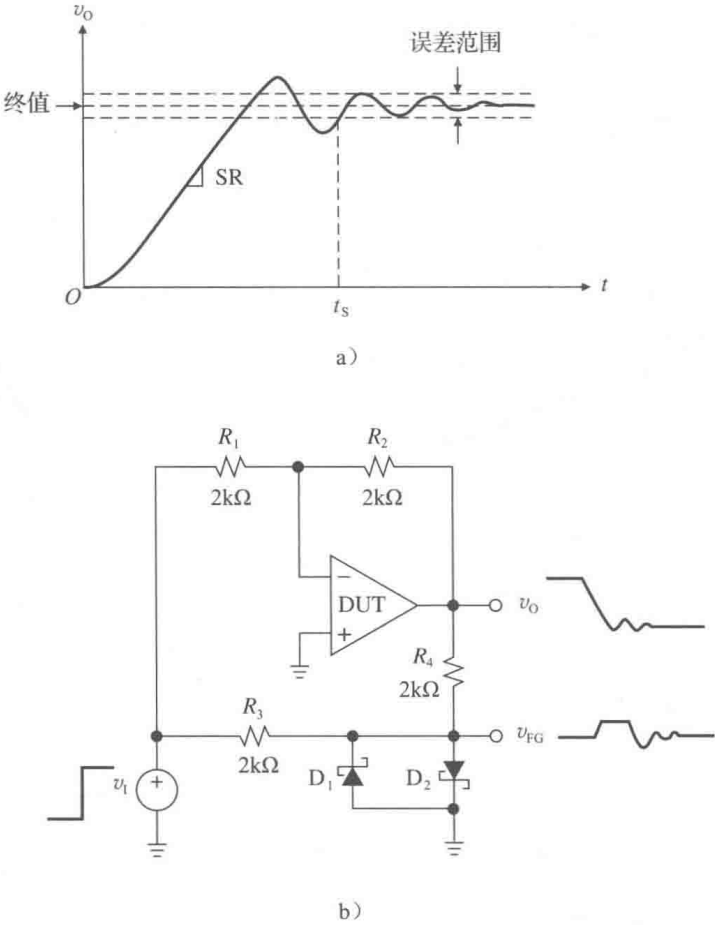 v_O
误差范围
终值
SR
O
t_S
t
a）
R_1
R_2
2kΩ
2kΩ
−
DUT
+
v_O
R_4
2kΩ
R_3
v_FG
2kΩ
v_I
+
D_1
D_2
b）